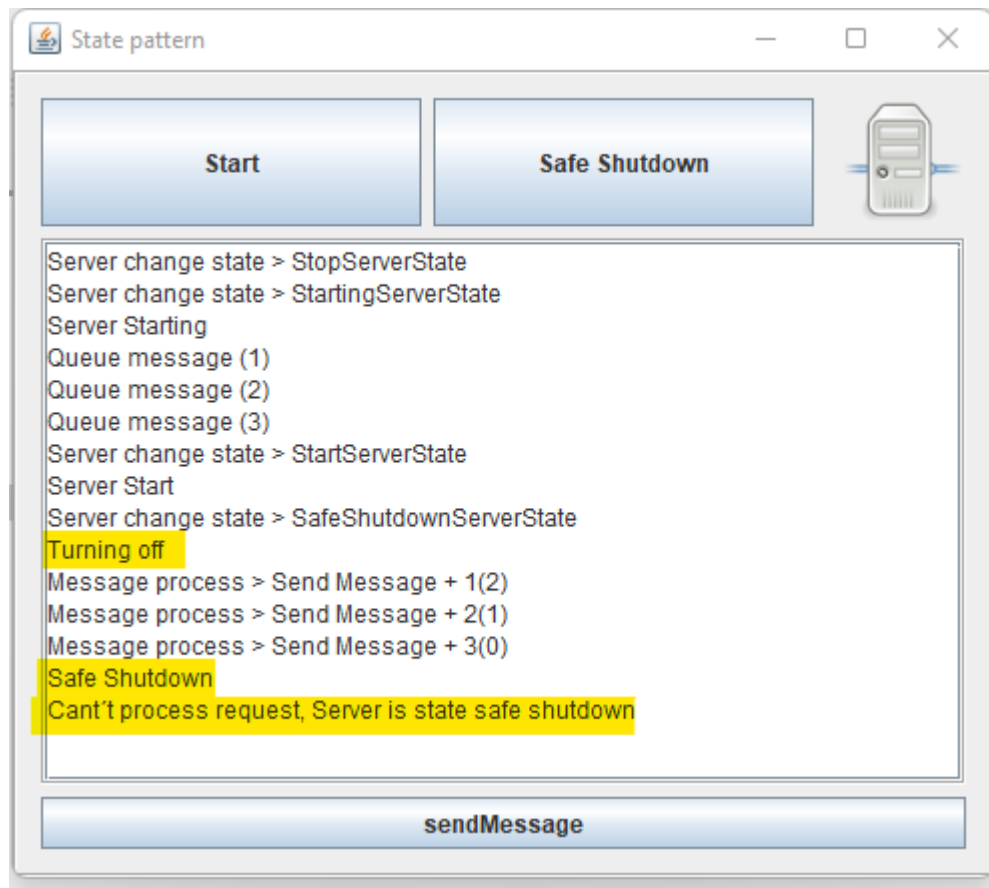 State pattern
Start
Safe Shutdown
Server change state > StopServerState
Server change state > StartingServerState
Server Starting
Queue message (1)
Queue message (2)
Queue message (3)
Server change state > StartServerState
Server Start
Server change state > SafeShutdownServerState
Turning off
Message process > Send Message + 1(2)
Message process > Send Message + 2(1)
Message process > Send Message + 3(0)
Safe Shutdown
Cant´t process request, Server is state safe shutdown
sendMessage